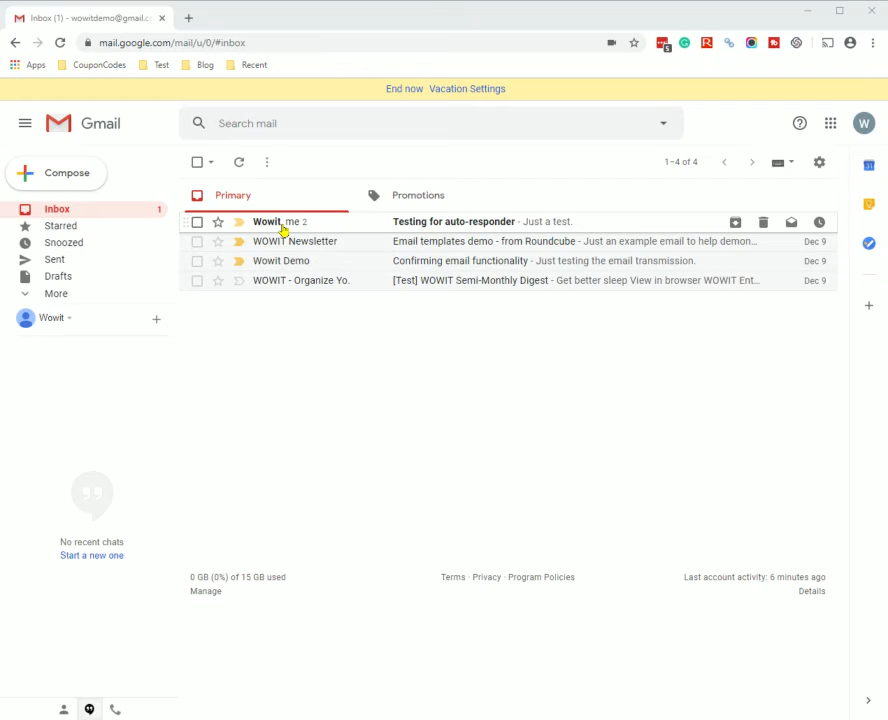 Inbox (1) - wowitdemo@gmail.c
mail.google.com/mail/u/0/#inbox
5
Apps CouponCodes Test Blog Recent
End now Vacation Settings
Gmail
Search mail
W
Compose
1–4 of 4
Inbox 1
Primary
Promotions
Starred
Wowit, me 2 Testing for auto-responder - Just a test.
Snoozed
WOWIT Newsletter Email templates demo - from Roundcube - Just an example email to help demon... Dec 9
Sent
Wowit Demo Confirming email functionality - Just testing the email transmission. Dec 9
Drafts
WOWIT - Organize Yo. [Test] WOWIT Semi-Monthly Digest - Get better sleep View in browser WOWIT Ent... Dec 9
More
Wowit
No recent chats
Start a new one
0 GB (0%) of 15 GB used
Manage
Terms · Privacy · Program Policies
Last account activity: 6 minutes ago
Details